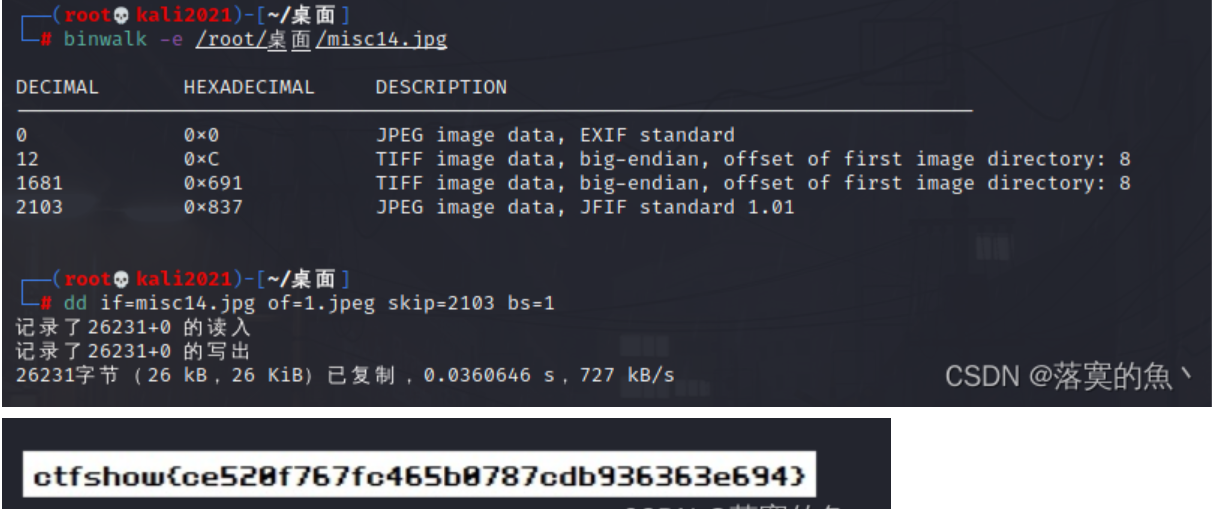 (root💀kali2021)-[~/桌面]
# binwalk -e /root/桌面/misc14.jpg
DECIMAL HEXADECIMAL DESCRIPTION
0 0×0 JPEG image data, EXIF standard
12 0×C TIFF image data, big-endian, offset of first image directory: 8
1681 0×691 TIFF image data, big-endian, offset of first image directory: 8
2103 0×837 JPEG image data, JFIF standard 1.01
(root💀kali2021)-[~/桌面]
# dd if=misc14.jpg of=1.jpeg skip=2103 bs=1
记录了26231+0 的读入
记录了26231+0 的写出
26231字节 (26 kB，26 KiB) 已复制，0.0360646 s，727 kB/s
CSDN @落寞的魚丶
ctfshow{ce520f767fc465b0787cdb936363e694}